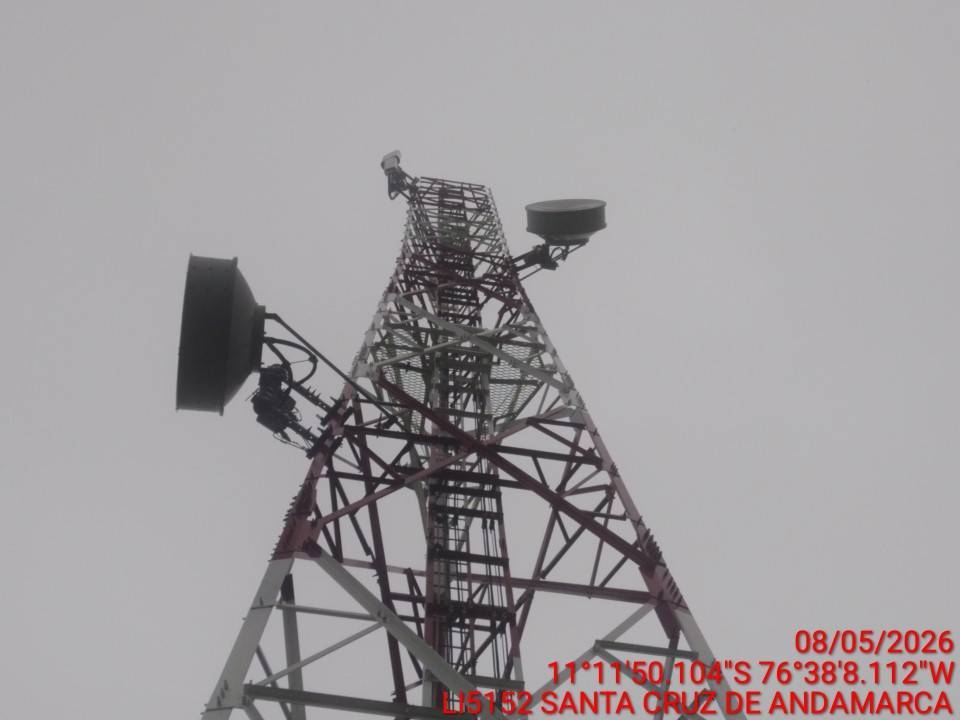 08/05/2026
11°11'50.104"S 76°38'8.112"W
LI5152 SANTA CRUZ DE ANDAMARCA